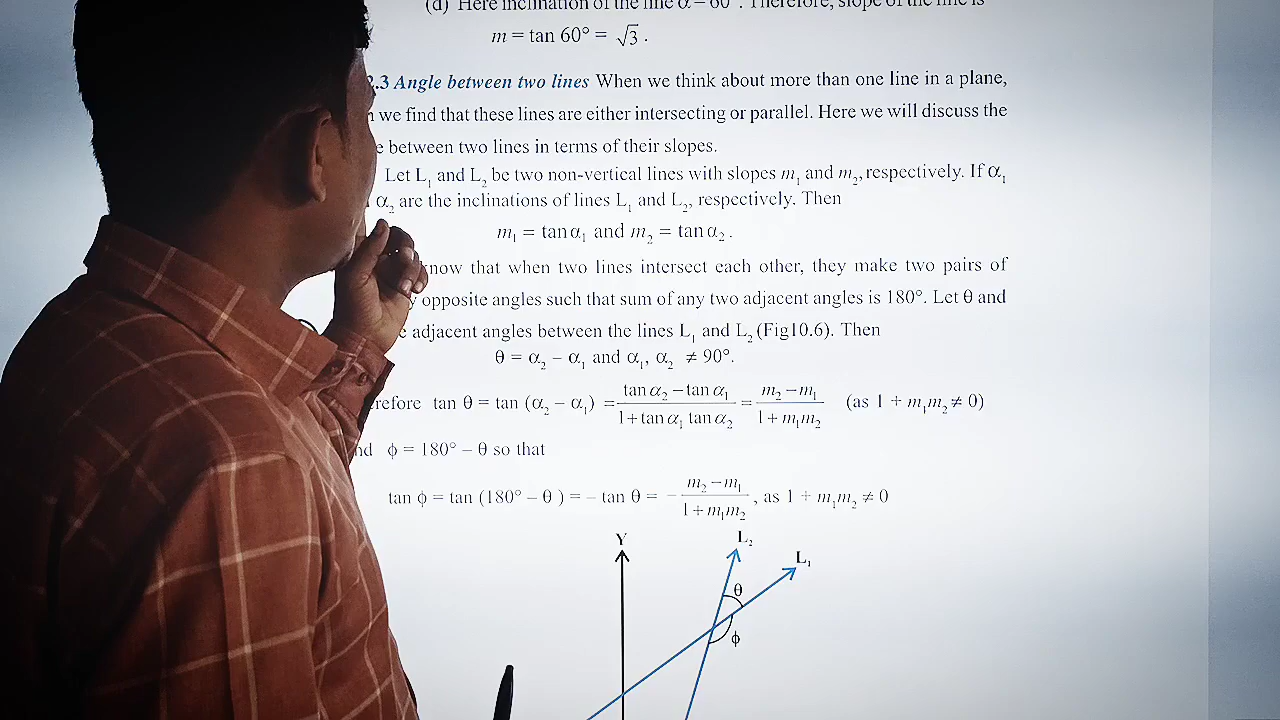 (d) Here inclination of the line α = 60°. Therefore, slope of the line is
m = tan 60° = √3 .
.3 Angle between two lines When we think about more than one line in a plane,
we find that these lines are either intersecting or parallel. Here we will discuss the
between two lines in terms of their slopes.
Let L₁ and L₂ be two non-vertical lines with slopes m₁ and m₂, respectively. If α₁
α₂ are the inclinations of lines L₁ and L₂, respectively. Then
m₁ = tan α₁ and m₂ = tan α₂ .
know that when two lines intersect each other, they make two pairs of
opposite angles such that sum of any two adjacent angles is 180°. Let θ and
adjacent angles between the lines L₁ and L₂ (Fig10.6). Then
θ = α₂ – α₁ and α₁, α₂ ≠ 90°.
refore tan θ = tan (α₂ – α₁) = (tan α₂ – tan α₁)/(1 + tan α₁ tan α₂) = (m₂ – m₁)/(1 + m₁m₂) (as 1 + m₁m₂ ≠ 0)
nd φ = 180° – θ so that
tan φ = tan (180° – θ ) = – tan θ = – (m₂ – m₁)/(1 + m₁m₂) , as 1 + m₁m₂ ≠ 0
Y
L₂
L₁
θ
φ